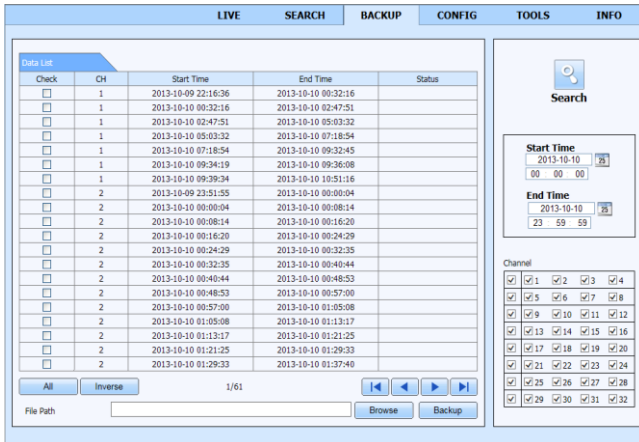 LIVE SEARCH BACKUP CONFIG TOOLS INFO
Data List
Check CH Start Time End Time Status
1 2013-10-09 22:16:36 2013-10-10 00:32:16
1 2013-10-10 00:32:16 2013-10-10 02:47:51
1 2013-10-10 02:47:51 2013-10-10 05:03:32
1 2013-10-10 05:03:32 2013-10-10 07:18:54
1 2013-10-10 07:18:54 2013-10-10 09:32:45
1 2013-10-10 09:34:19 2013-10-10 09:36:08
1 2013-10-10 09:39:34 2013-10-10 10:51:16
2 2013-10-09 23:51:55 2013-10-10 00:00:04
2 2013-10-10 00:00:04 2013-10-10 00:08:14
2 2013-10-10 00:08:14 2013-10-10 00:16:20
2 2013-10-10 00:16:20 2013-10-10 00:24:29
2 2013-10-10 00:24:29 2013-10-10 00:32:35
2 2013-10-10 00:32:35 2013-10-10 00:40:44
2 2013-10-10 00:40:44 2013-10-10 00:48:53
2 2013-10-10 00:48:53 2013-10-10 00:57:00
2 2013-10-10 00:57:00 2013-10-10 01:05:08
2 2013-10-10 01:05:08 2013-10-10 01:13:17
2 2013-10-10 01:13:17 2013-10-10 01:21:25
2 2013-10-10 01:21:25 2013-10-10 01:29:33
2 2013-10-10 01:29:33 2013-10-10 01:37:40
All Inverse 1/61
File Path Browse Backup
Search
Start Time
2013-10-10 25
00 00 00
End Time
2013-10-10 25
23 59 59
Channel
1 2 3 4
5 6 7 8
9 10 11 12
13 14 15 16
17 18 19 20
21 22 23 24
25 26 27 28
29 30 31 32